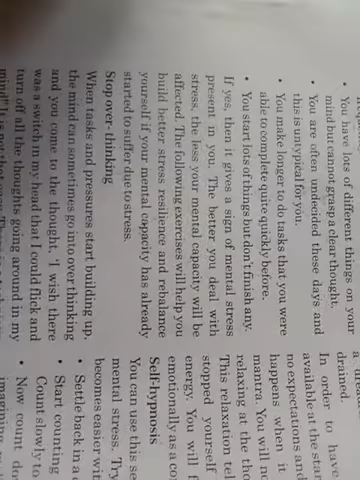 • You have lots of different things on your
mind but cannot grasp a clear thought.
• You are often undecided these days and
this is untypical for you.
• You make longer to do tasks that you were
able to complete quite quickly before.
• You start lots of things but don't finish any.
If yes, then it gives a sign of mental stress
present in you. The better you deal with
stress, the less your mental capacity will be
affected. The following exercises will help you
build better stress resilience and rebalance
yourself if your mental capacity has already
started to suffer due to stress.
Stop over-thinking
When tasks and pressures start building up,
the mind can sometimes go into over thinking
and you come to the thought, 'I wish there
was a switch in my head that I could flick and
turn off all the thoughts going around in my
mind'
drained.
In order to have
available at the star
no expectations and
happens when it
mantra. You will no
relaxing at the tho
This relaxation tel
stopped yourself
energy. You will f
emotionally as a co
Self-hypnosis
You can use this se
mental stress. Try
becomes easier wit
• Settle back in a c
• Start counting
Count slowly to
• Now count do